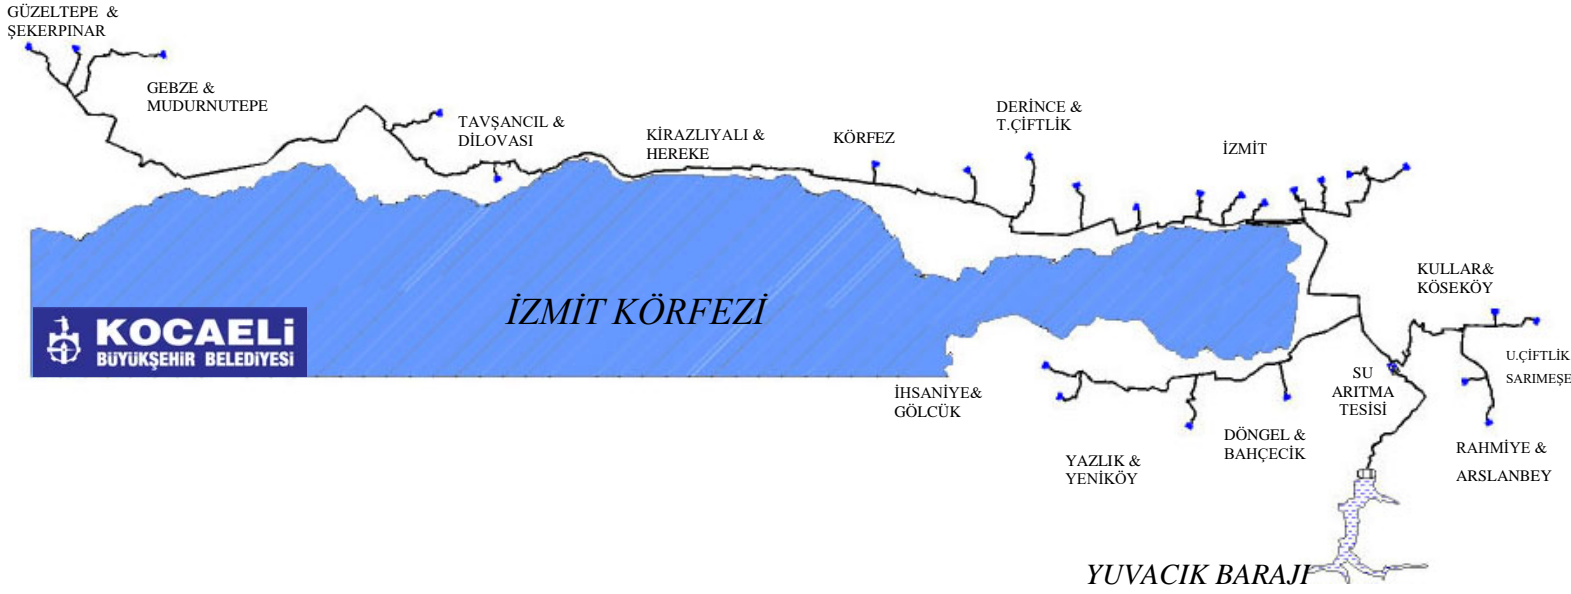 GÜZELTEPE &
ŞEKERPINAR
GEBZE &
MUDURNUTEPE
TAVŞANCIL &
DİLOVASI
KİRAZLIYALI &
HEREKE
KÖRFEZ
DERİNCE &
T.ÇİFTLİK
İZMİT
KULLAR&
KÖSEKÖY
İZMİT KÖRFEZİ
KOCAELİ
BÜYÜKŞEHİR BELEDİYESİ
U.ÇİFTLİK
SARIMEŞE
SU
ARITMA
TESİSİ
İHSANİYE&
GÖLCÜK
DÖNGEL &
BAHÇECİK
YAZLIK &
YENİKÖY
RAHMİYE &
ARSLANBEY
YUVACIK BARAJI